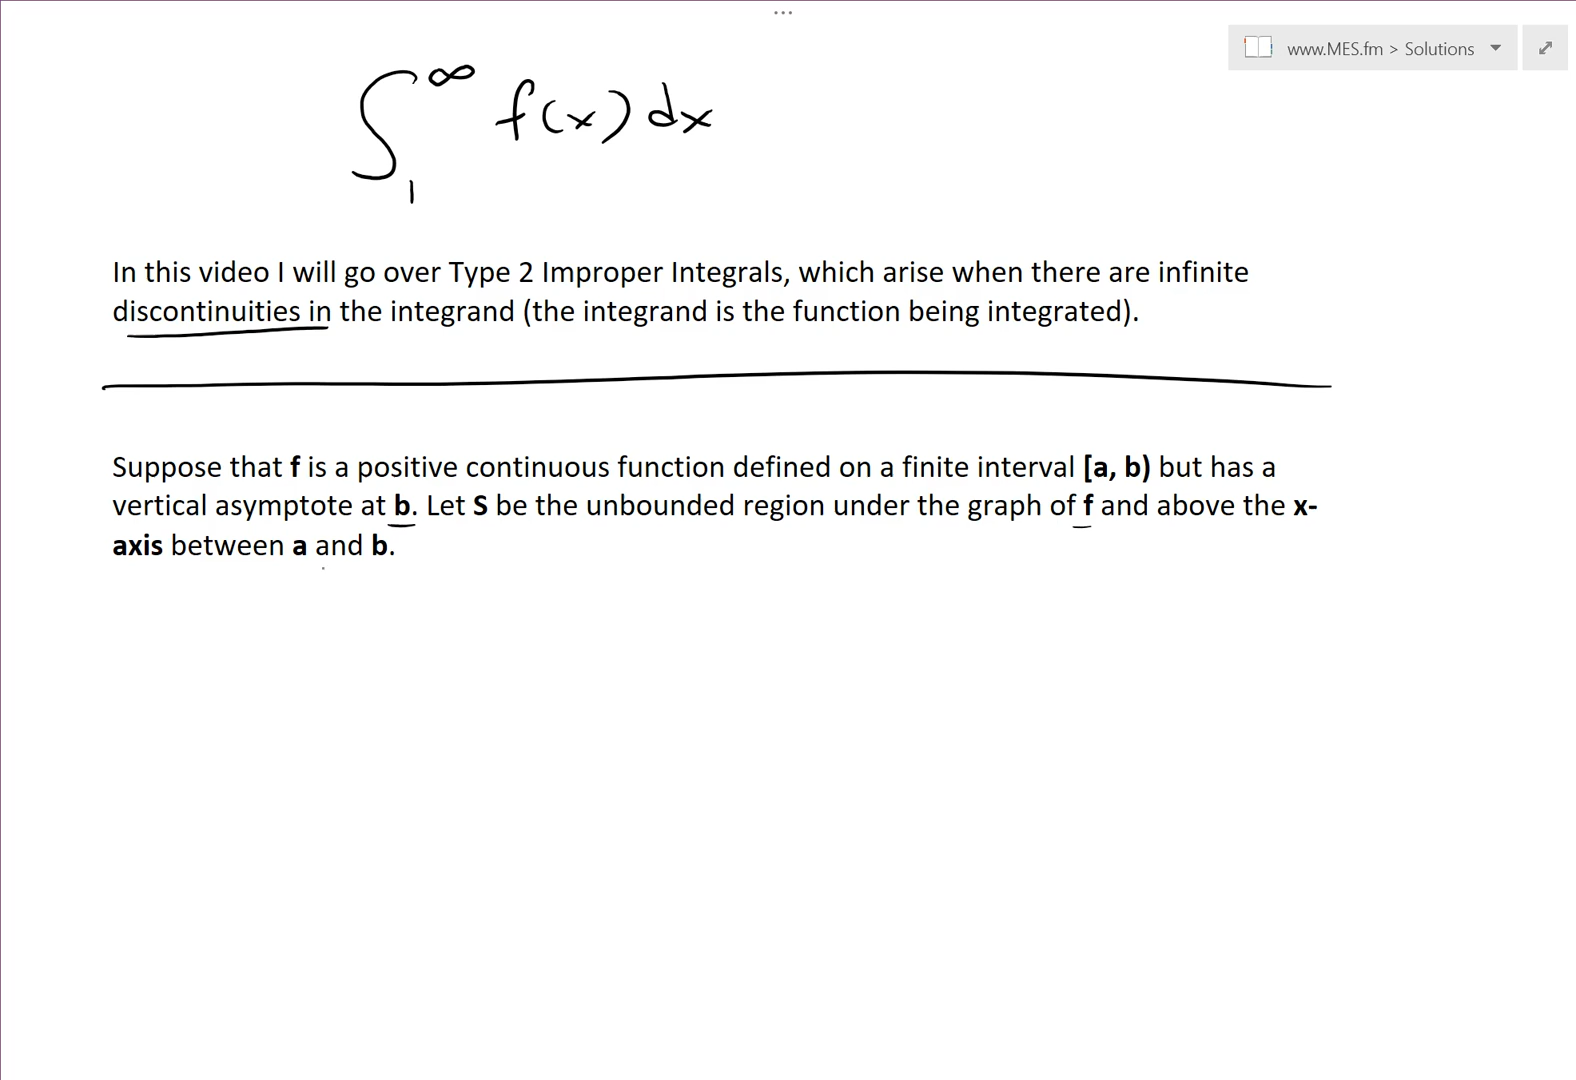 www.MES.fm > Solutions
∫₁^∞ f(x) dx
In this video I will go over Type 2 Improper Integrals, which arise when there are infinite
discontinuities in the integrand (the integrand is the function being integrated).
Suppose that f is a positive continuous function defined on a finite interval [a, b) but has a
vertical asymptote at b. Let S be the unbounded region under the graph of f and above the x-
axis between a and b.